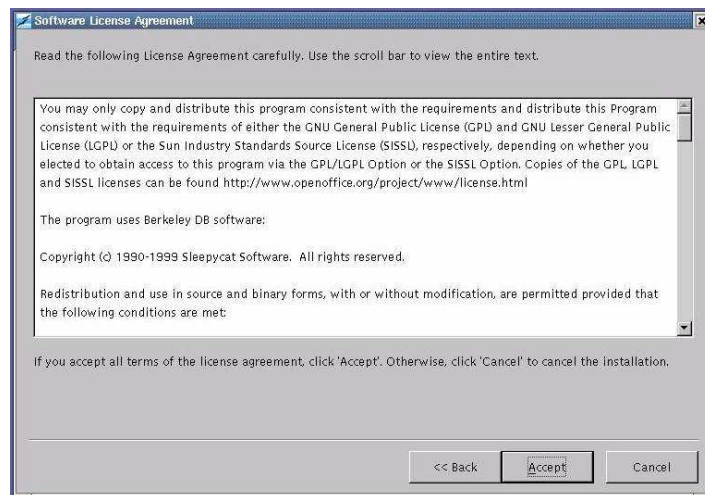 Software License Agreement
Read the following License Agreement carefully. Use the scroll bar to view the entire text.
You may only copy and distribute this program consistent with the requirements and distribute this Program
consistent with the requirements of either the GNU General Public License (GPL) and GNU Lesser General Public
License (LGPL) or the Sun Industry Standards Source License (SISSL), respectively, depending on whether you
elected to obtain access to this program via the GPL/LGPL Option or the SISSL Option. Copies of the GPL, LGPL
and SISSL licenses can be found http://www.openoffice.org/project/www/license.html
The program uses Berkeley DB software:
Copyright (c) 1990-1999 Sleepycat Software. All rights reserved.
Redistribution and use in source and binary forms, with or without modification, are permitted provided that
the following conditions are met:
If you accept all terms of the license agreement, click 'Accept'. Otherwise, click 'Cancel' to cancel the installation.
<< Back
Accept
Cancel